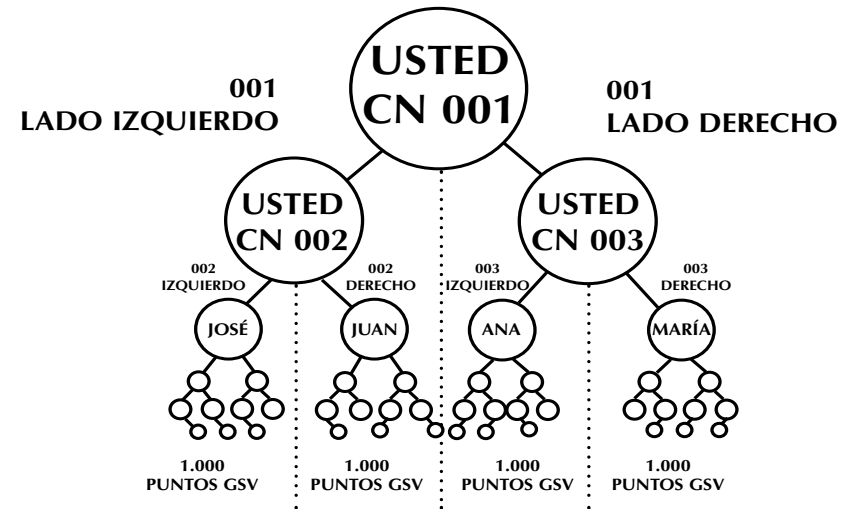 USTED
CN 001
001
LADO IZQUIERDO
001
LADO DERECHO
USTED
CN 002
USTED
CN 003
002
IZQUIERDO
002
DERECHO
003
IZQUIERDO
003
DERECHO
JOSÉ
JUAN
ANA
MARÍA
1.000
PUNTOS GSV
1.000
PUNTOS GSV
1.000
PUNTOS GSV
1.000
PUNTOS GSV